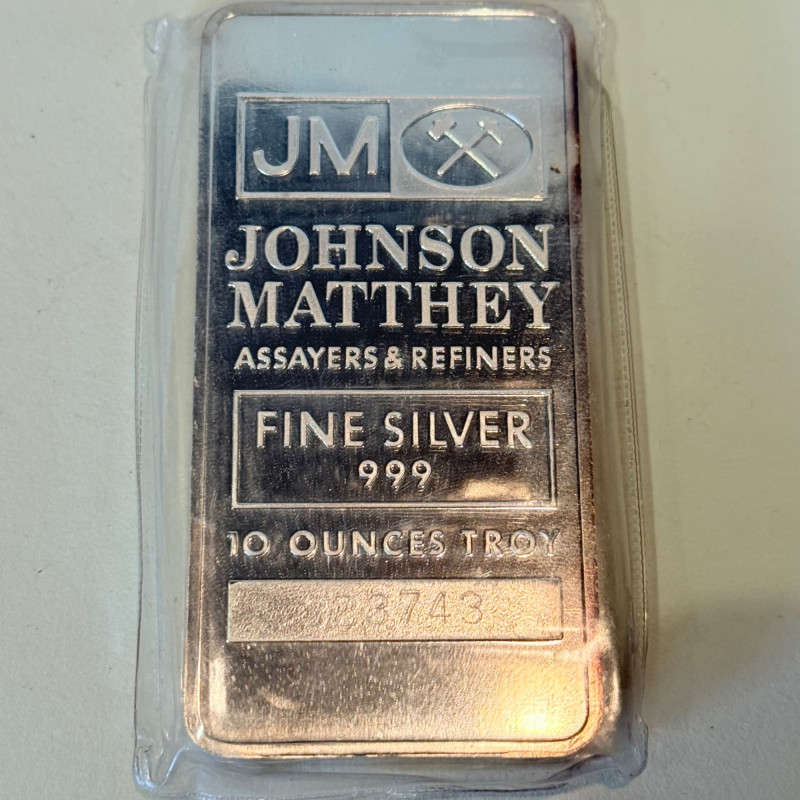 JM
JOHNSON
MATTHEY
ASSAYERS & REFINERS
FINE SILVER
999
10 OUNCES TROY